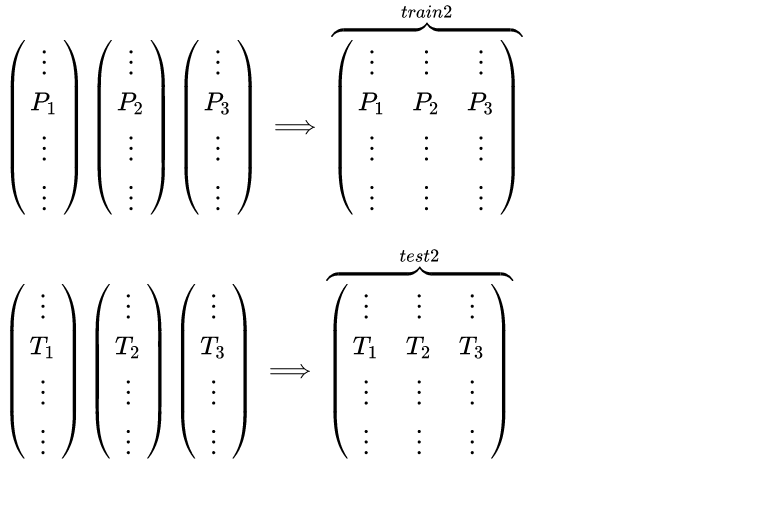 train2
P₁ P₂ P₃ ⟹ P₁ P₂ P₃
test2
T₁ T₂ T₃ ⟹ T₁ T₂ T₃